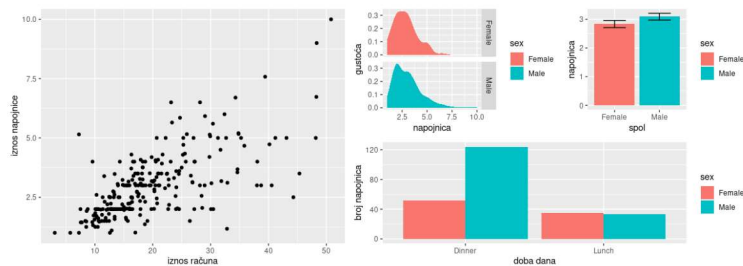 10.0
7.5
5.0
2.5
iznos napojnice
10
20
30
40
50
iznos računa
0.3
0.2
0.1
0.0
Female
0.3
0.2
0.1
0.0
Male
gustoća
2.5
5.0
7.5
10.0
napojnica
sex
Female
Male
3
2
1
0
napojnica
Female
Male
spol
sex
Female
Male
120
80
40
0
broj napojnica
Dinner
Lunch
doba dana
sex
Female
Male